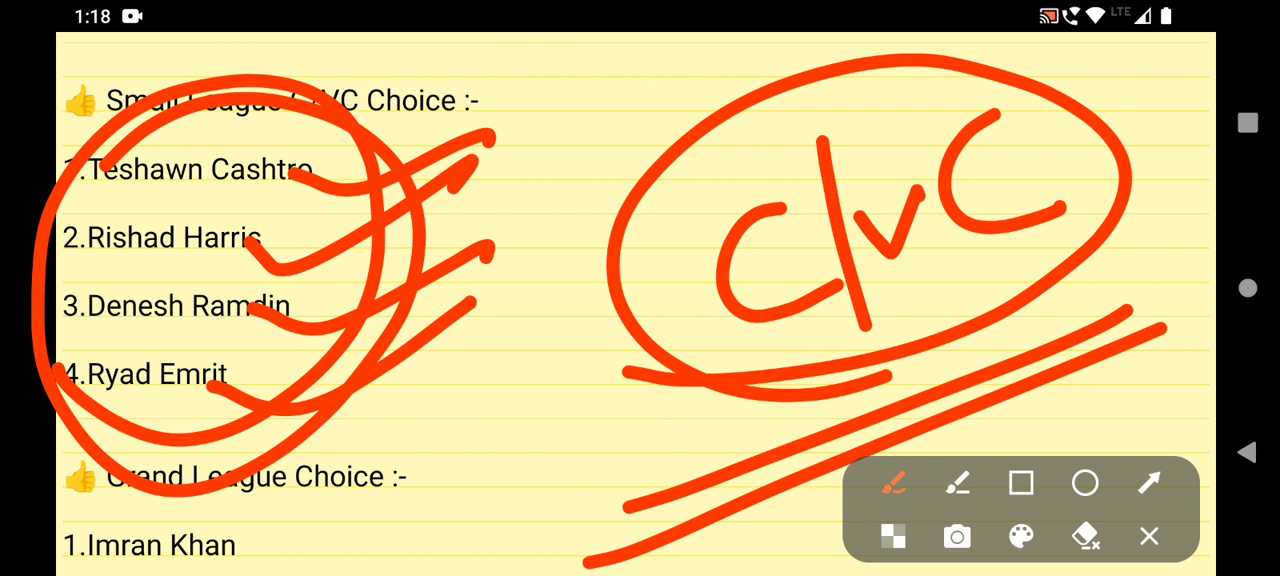 1:18
LTE
👍 Small League C/VC Choice :-
1.Teshawn Cashtro
2.Rishad Harris
3.Denesh Ramdin
4.Ryad Emrit
C/VC
👍 Grand League Choice :-
1.Imran Khan